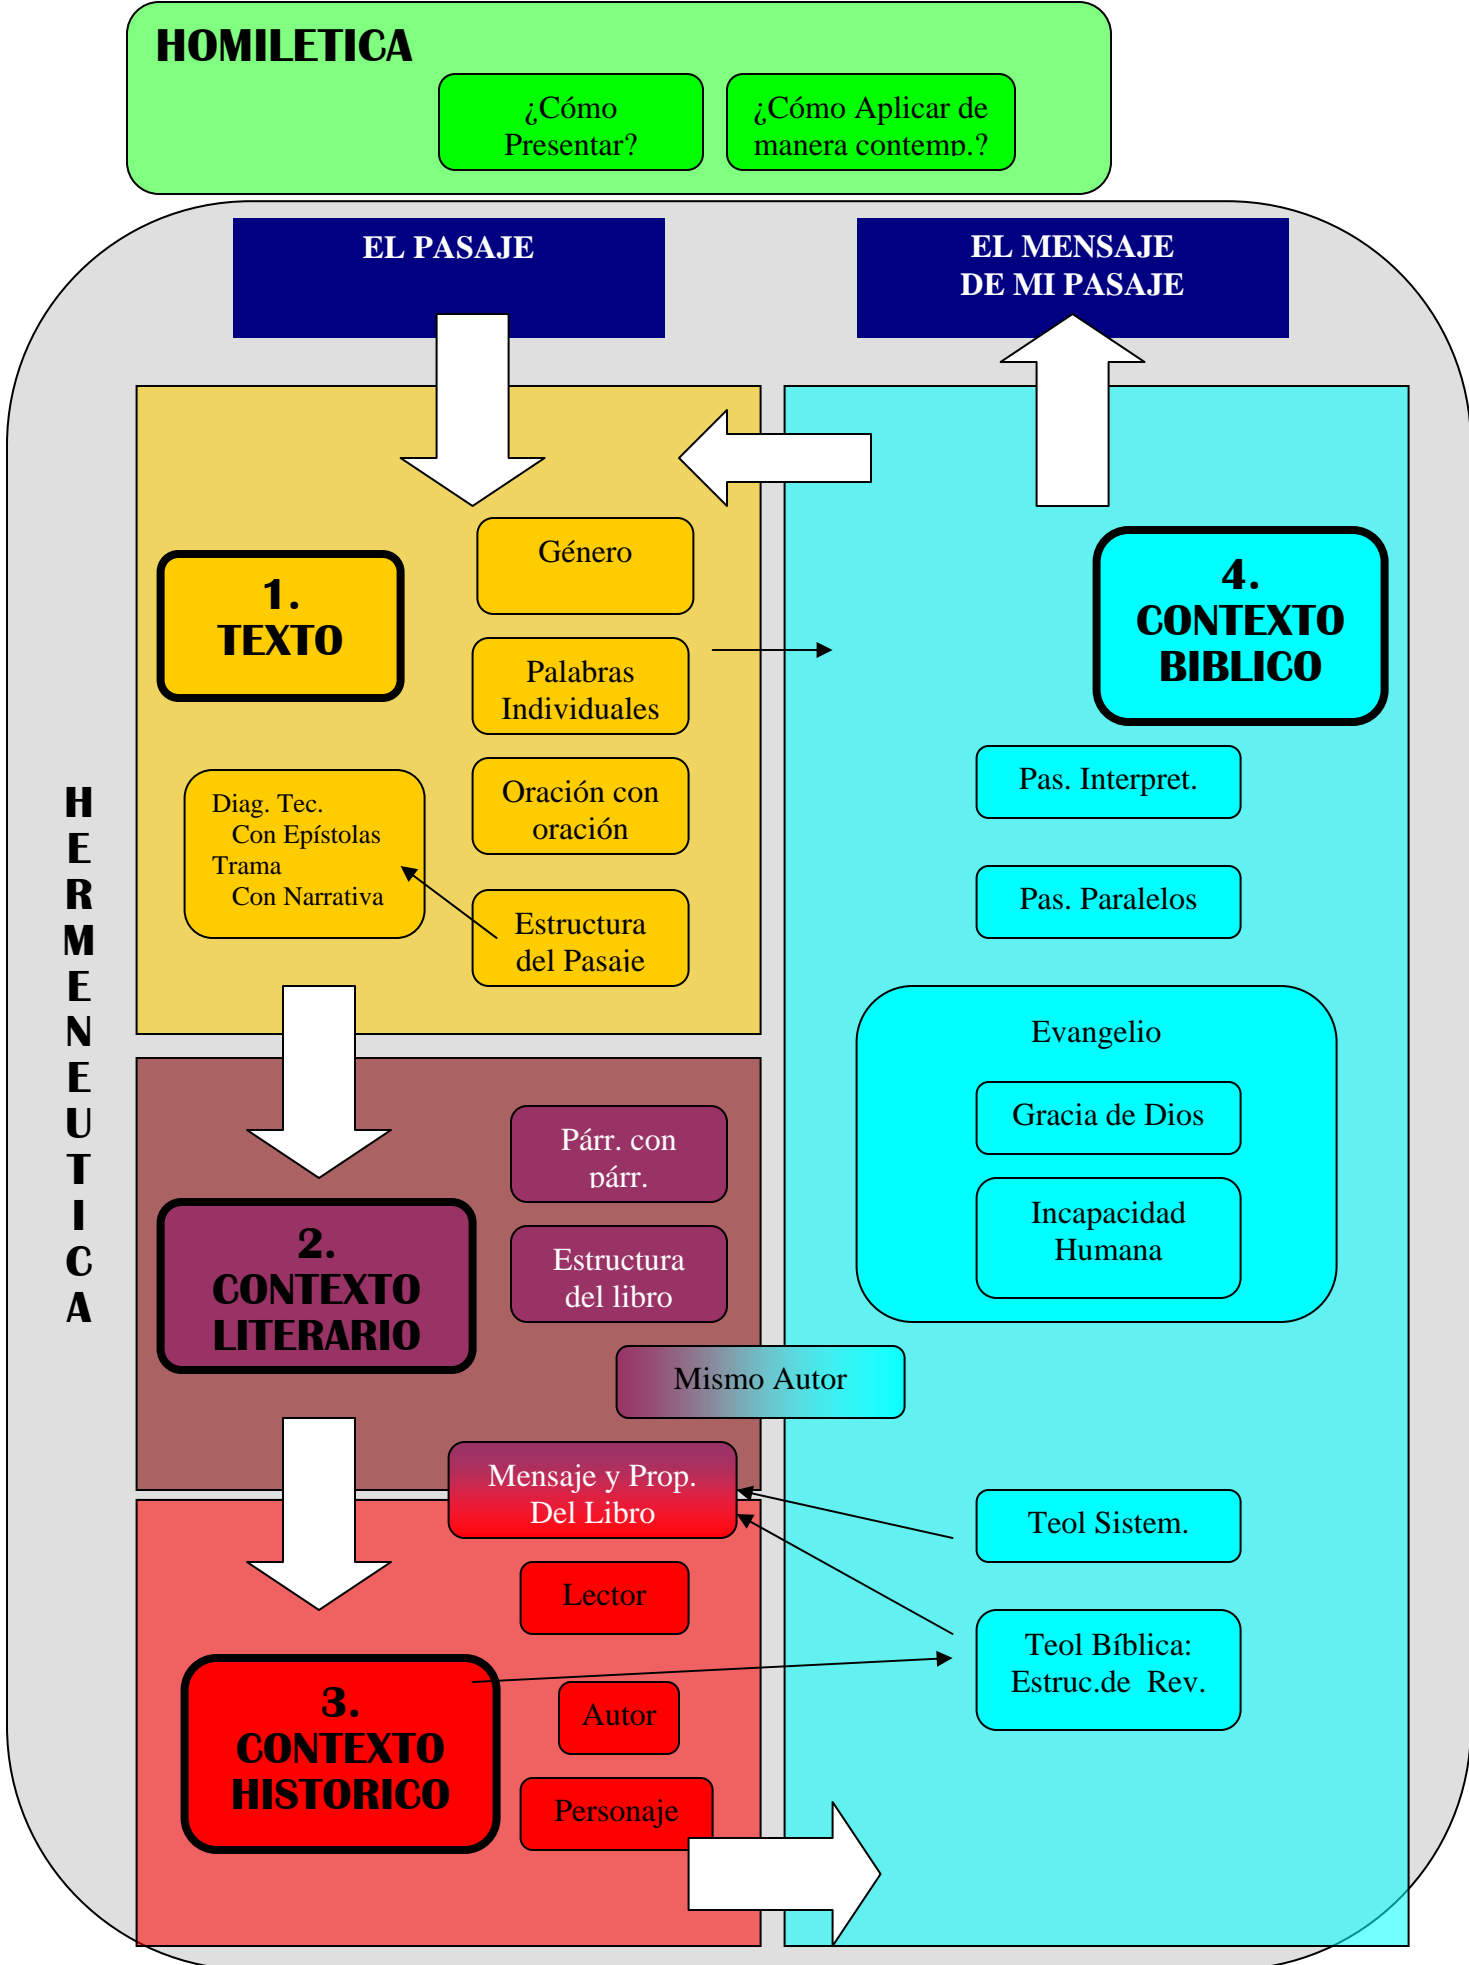 HOMILETICA
¿Cómo
Presentar?
¿Cómo Aplicar de
manera contemp.?
EL PASAJE
EL MENSAJE
DE MI PASAJE
HERMENEUTICA
1.
TEXTO
Género
Palabras
Individuales
Oración con
oración
Diag. Tec.
Con Epístolas
Trama
Con Narrativa
Estructura
del Pasaje
2.
CONTEXTO
LITERARIO
Párr. con
párr.
Estructura
del libro
Mismo Autor
Mensaje y Prop.
Del Libro
3.
CONTEXTO
HISTORICO
Lector
Autor
Personaje
4.
CONTEXTO
BIBLICO
Pas. Interpret.
Pas. Paralelos
Evangelio
Gracia de Dios
Incapacidad
Humana
Teol Sistem.
Teol Bíblica:
Estruc.de Rev.